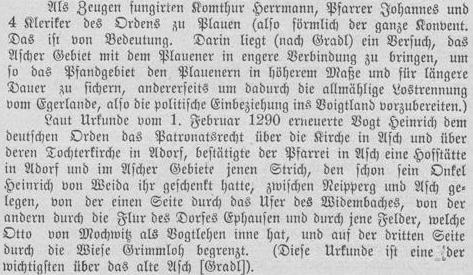 Als Zeugen fungirten Komthur Herrmann, Pfarrer Johannes und
4 Kleriker des Ordens zu Plauen (also förmlich der ganze Konvent.
Das ist von Bedeutung. Darin liegt (nach Gradl) ein Versuch, das
Ascher Gebiet mit dem Plauener in engere Verbindung zu bringen, um
so das Pfandgebiet den Plauenern in höherem Maße und für längere
Dauer zu sichern, andererseits um dadurch die allmählige Lostrennung
vom Egerlande, also die politische Einbeziehung ins Voigtland vorzubereiten.)
Laut Urkunde vom 1. Februar 1290 erneuerte Vogt Heinrich dem
deutschen Orden das Patronatsrecht über die Kirche in Asch und über
deren Tochterkirche in Adorf, bestätigte der Pfarrei in Asch eine Hofstätte
in Adorf und im Ascher Gebiete jenen Strich, den schon sein Onkel
Heinrich von Weida ihr geschenkt hatte, zwischen Neipperg und Asch ge-
legen, von der einen Seite durch das Ufer des Widembaches, von der
andern durch die Flur des Dorfes Ephausen und durch jene Felder, welche
Otto von Mochwitz als Vogtlehen inne hat, und auf der dritten Seite
durch die Wiese Grimmloh begrenzt. (Diese Urkunde ist eine der
wichtigsten über das alte Asch [Gradl]).